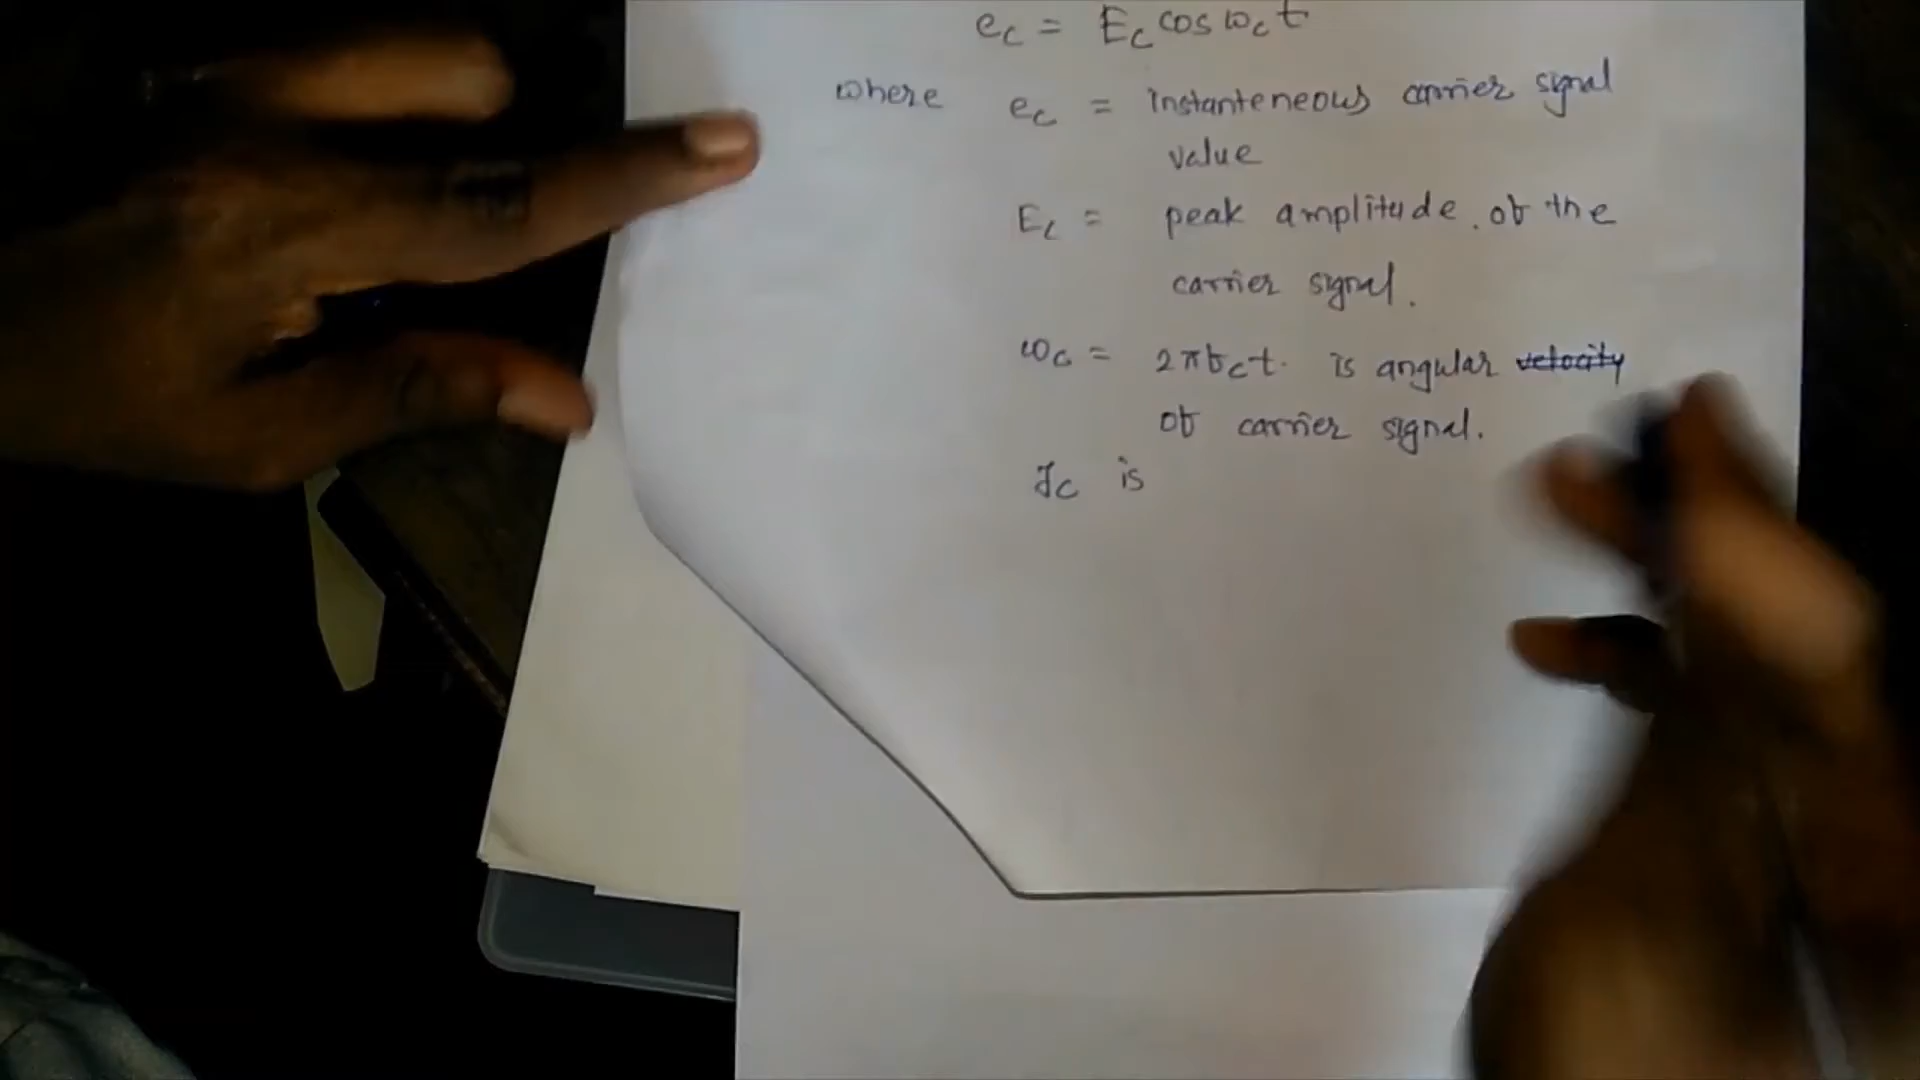 ec = Ec cos ωc t
where ec = instanteneous carrier signal
value
Ec = peak amplitude of the
carrier signal.
ωc = 2πfct. is angular velocity
of carrier signal.
fc is